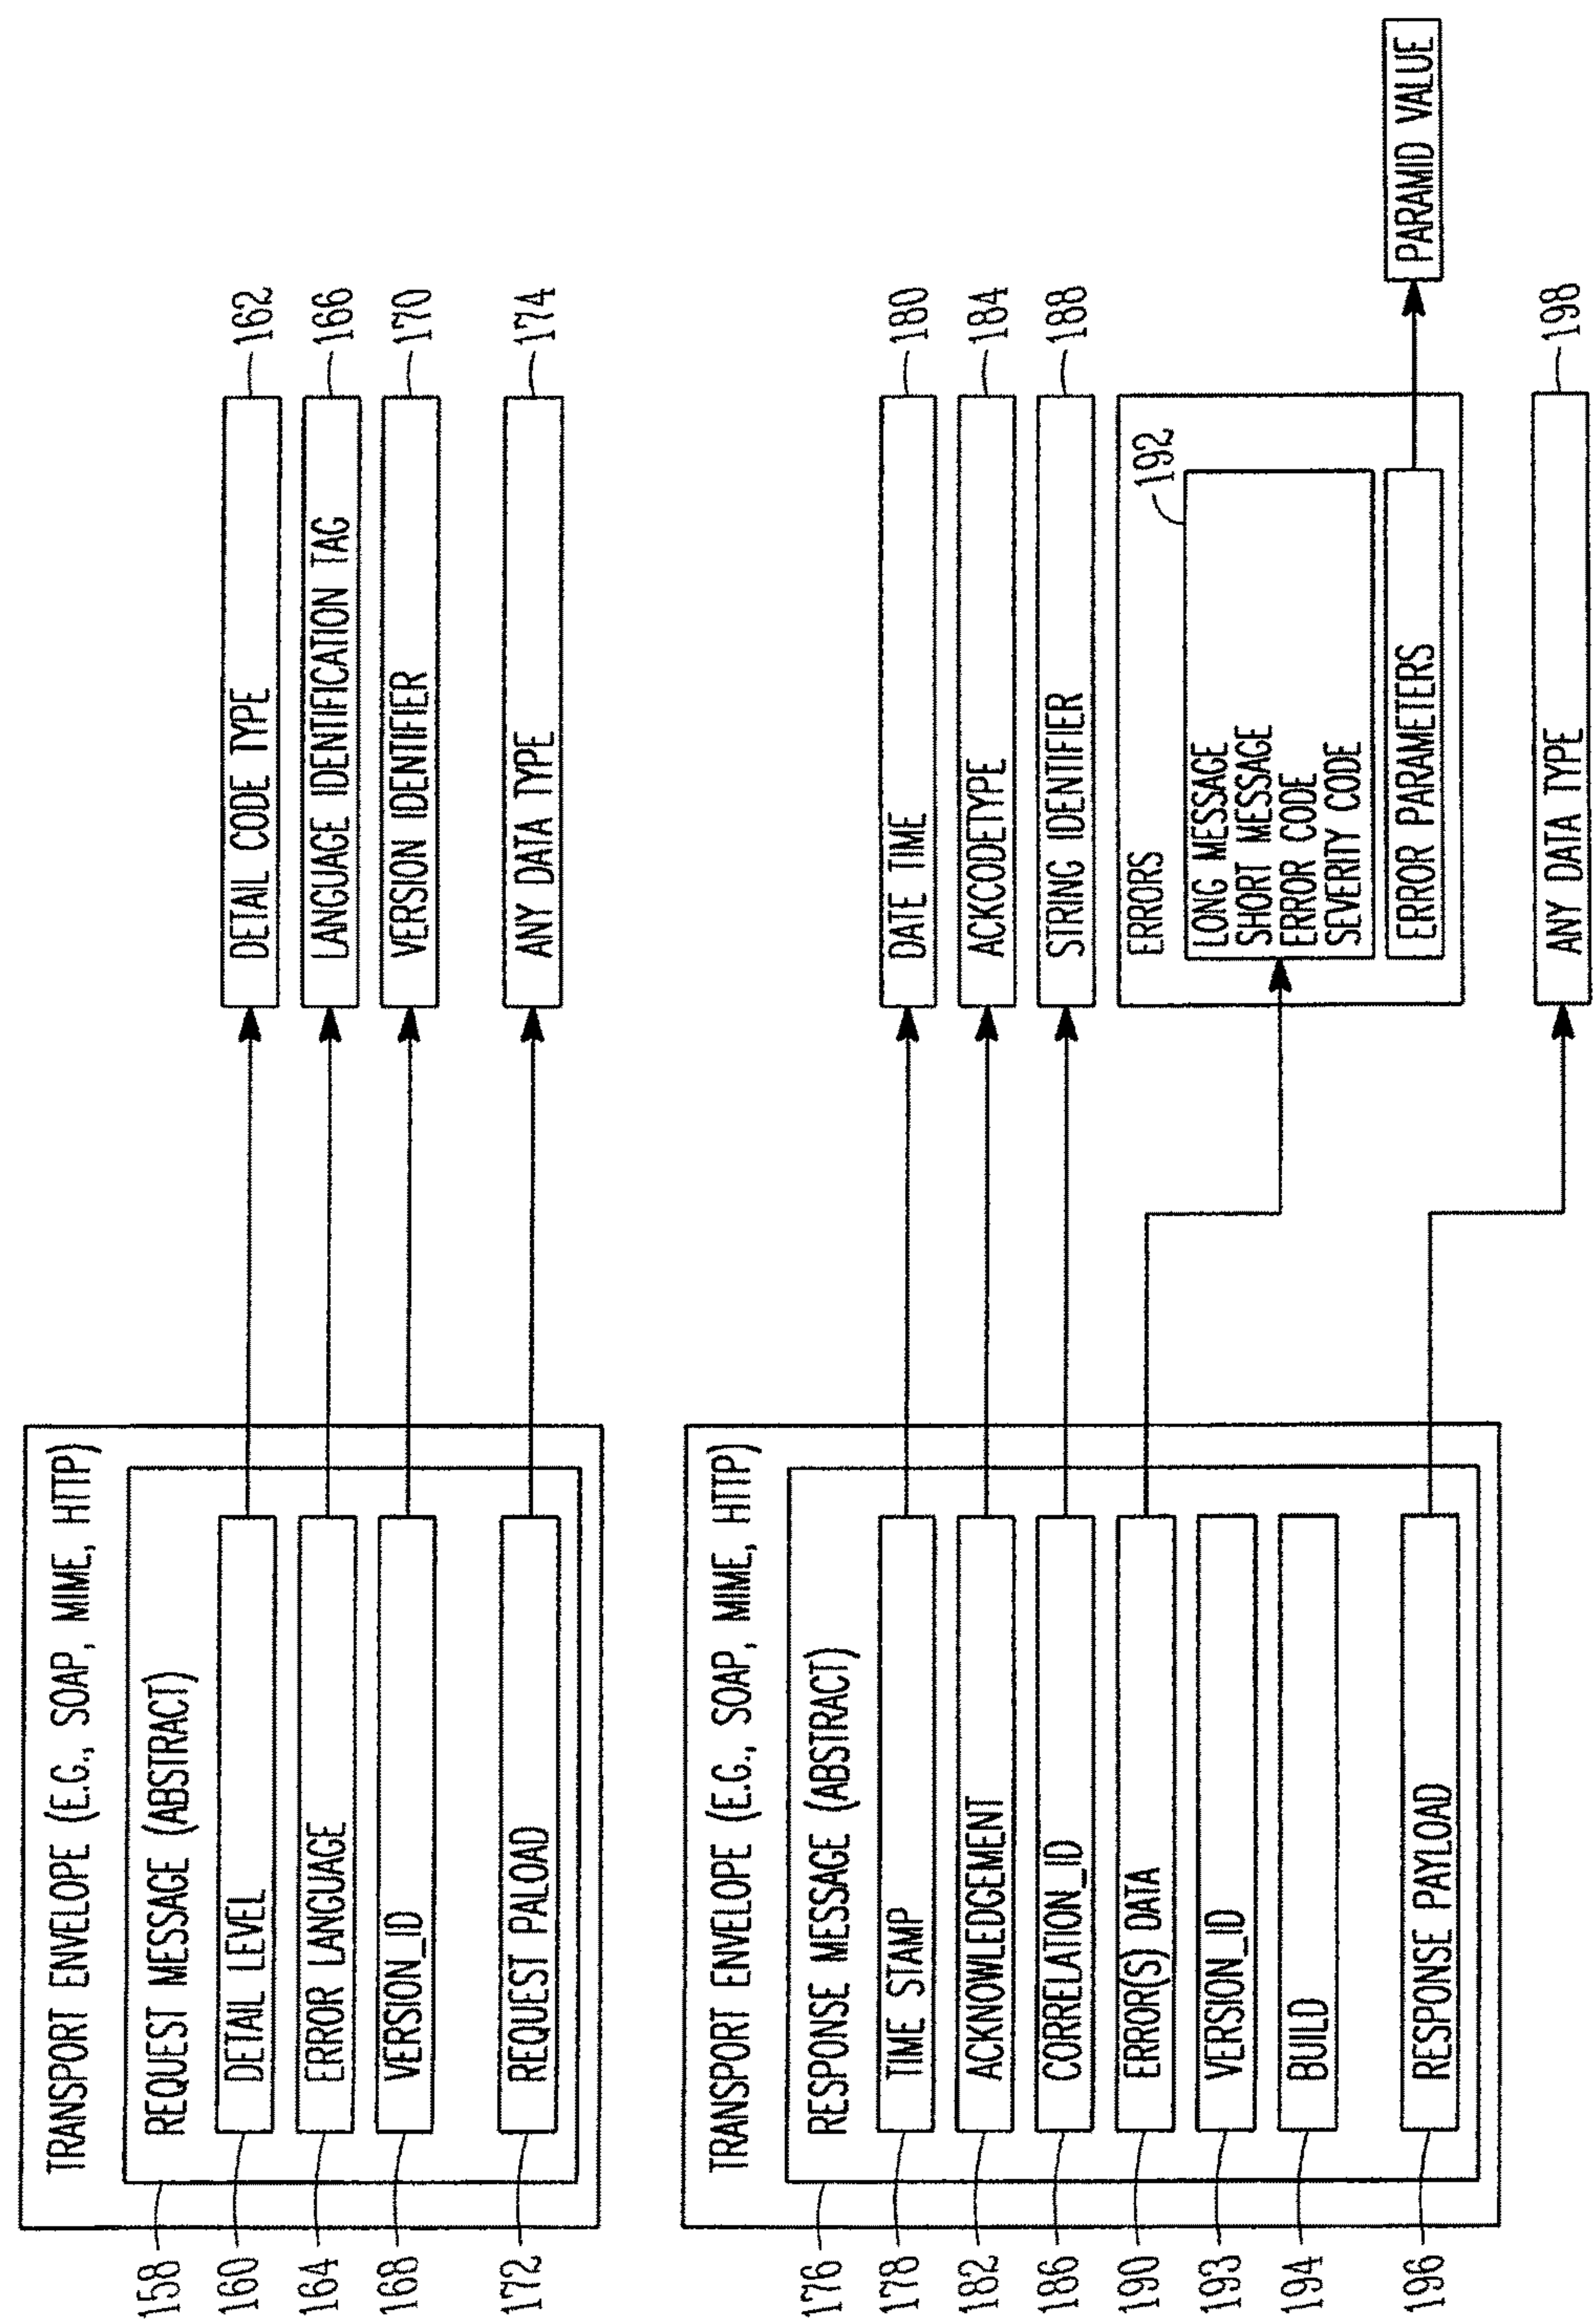 TRANSPORT ENVELOPE (E.G., SOAP, MIME, HTTP)
158
REQUEST MESSAGE (ABSTRACT)
160
DETAIL LEVEL
DETAIL CODE TYPE
162
164
ERROR LANGUAGE
LANGUAGE IDENTIFICATION TAG
166
168
VERSION_ID
VERSION IDENTIFIER
170
172
REQUEST PALOAD
ANY DATA TYPE
174
TRANSPORT ENVELOPE (E.G., SOAP, MIME, HTTP)
176
RESPONSE MESSAGE (ABSTRACT)
178
TIME STAMP
DATE TIME
180
182
ACKNOWLEDGEMENT
ACKCODETYPE
184
186
CORRELATION_ID
STRING IDENTIFIER
188
190
ERROR(S) DATA
ERRORS
192
193
VERSION_ID
LONG MESSAGE
SHORT MESSAGE
ERROR CODE
SEVERITY CODE
194
BUILD
ERROR PARAMETERS
PARAMID VALUE
196
RESPONSE PAYLOAD
ANY DATA TYPE
198